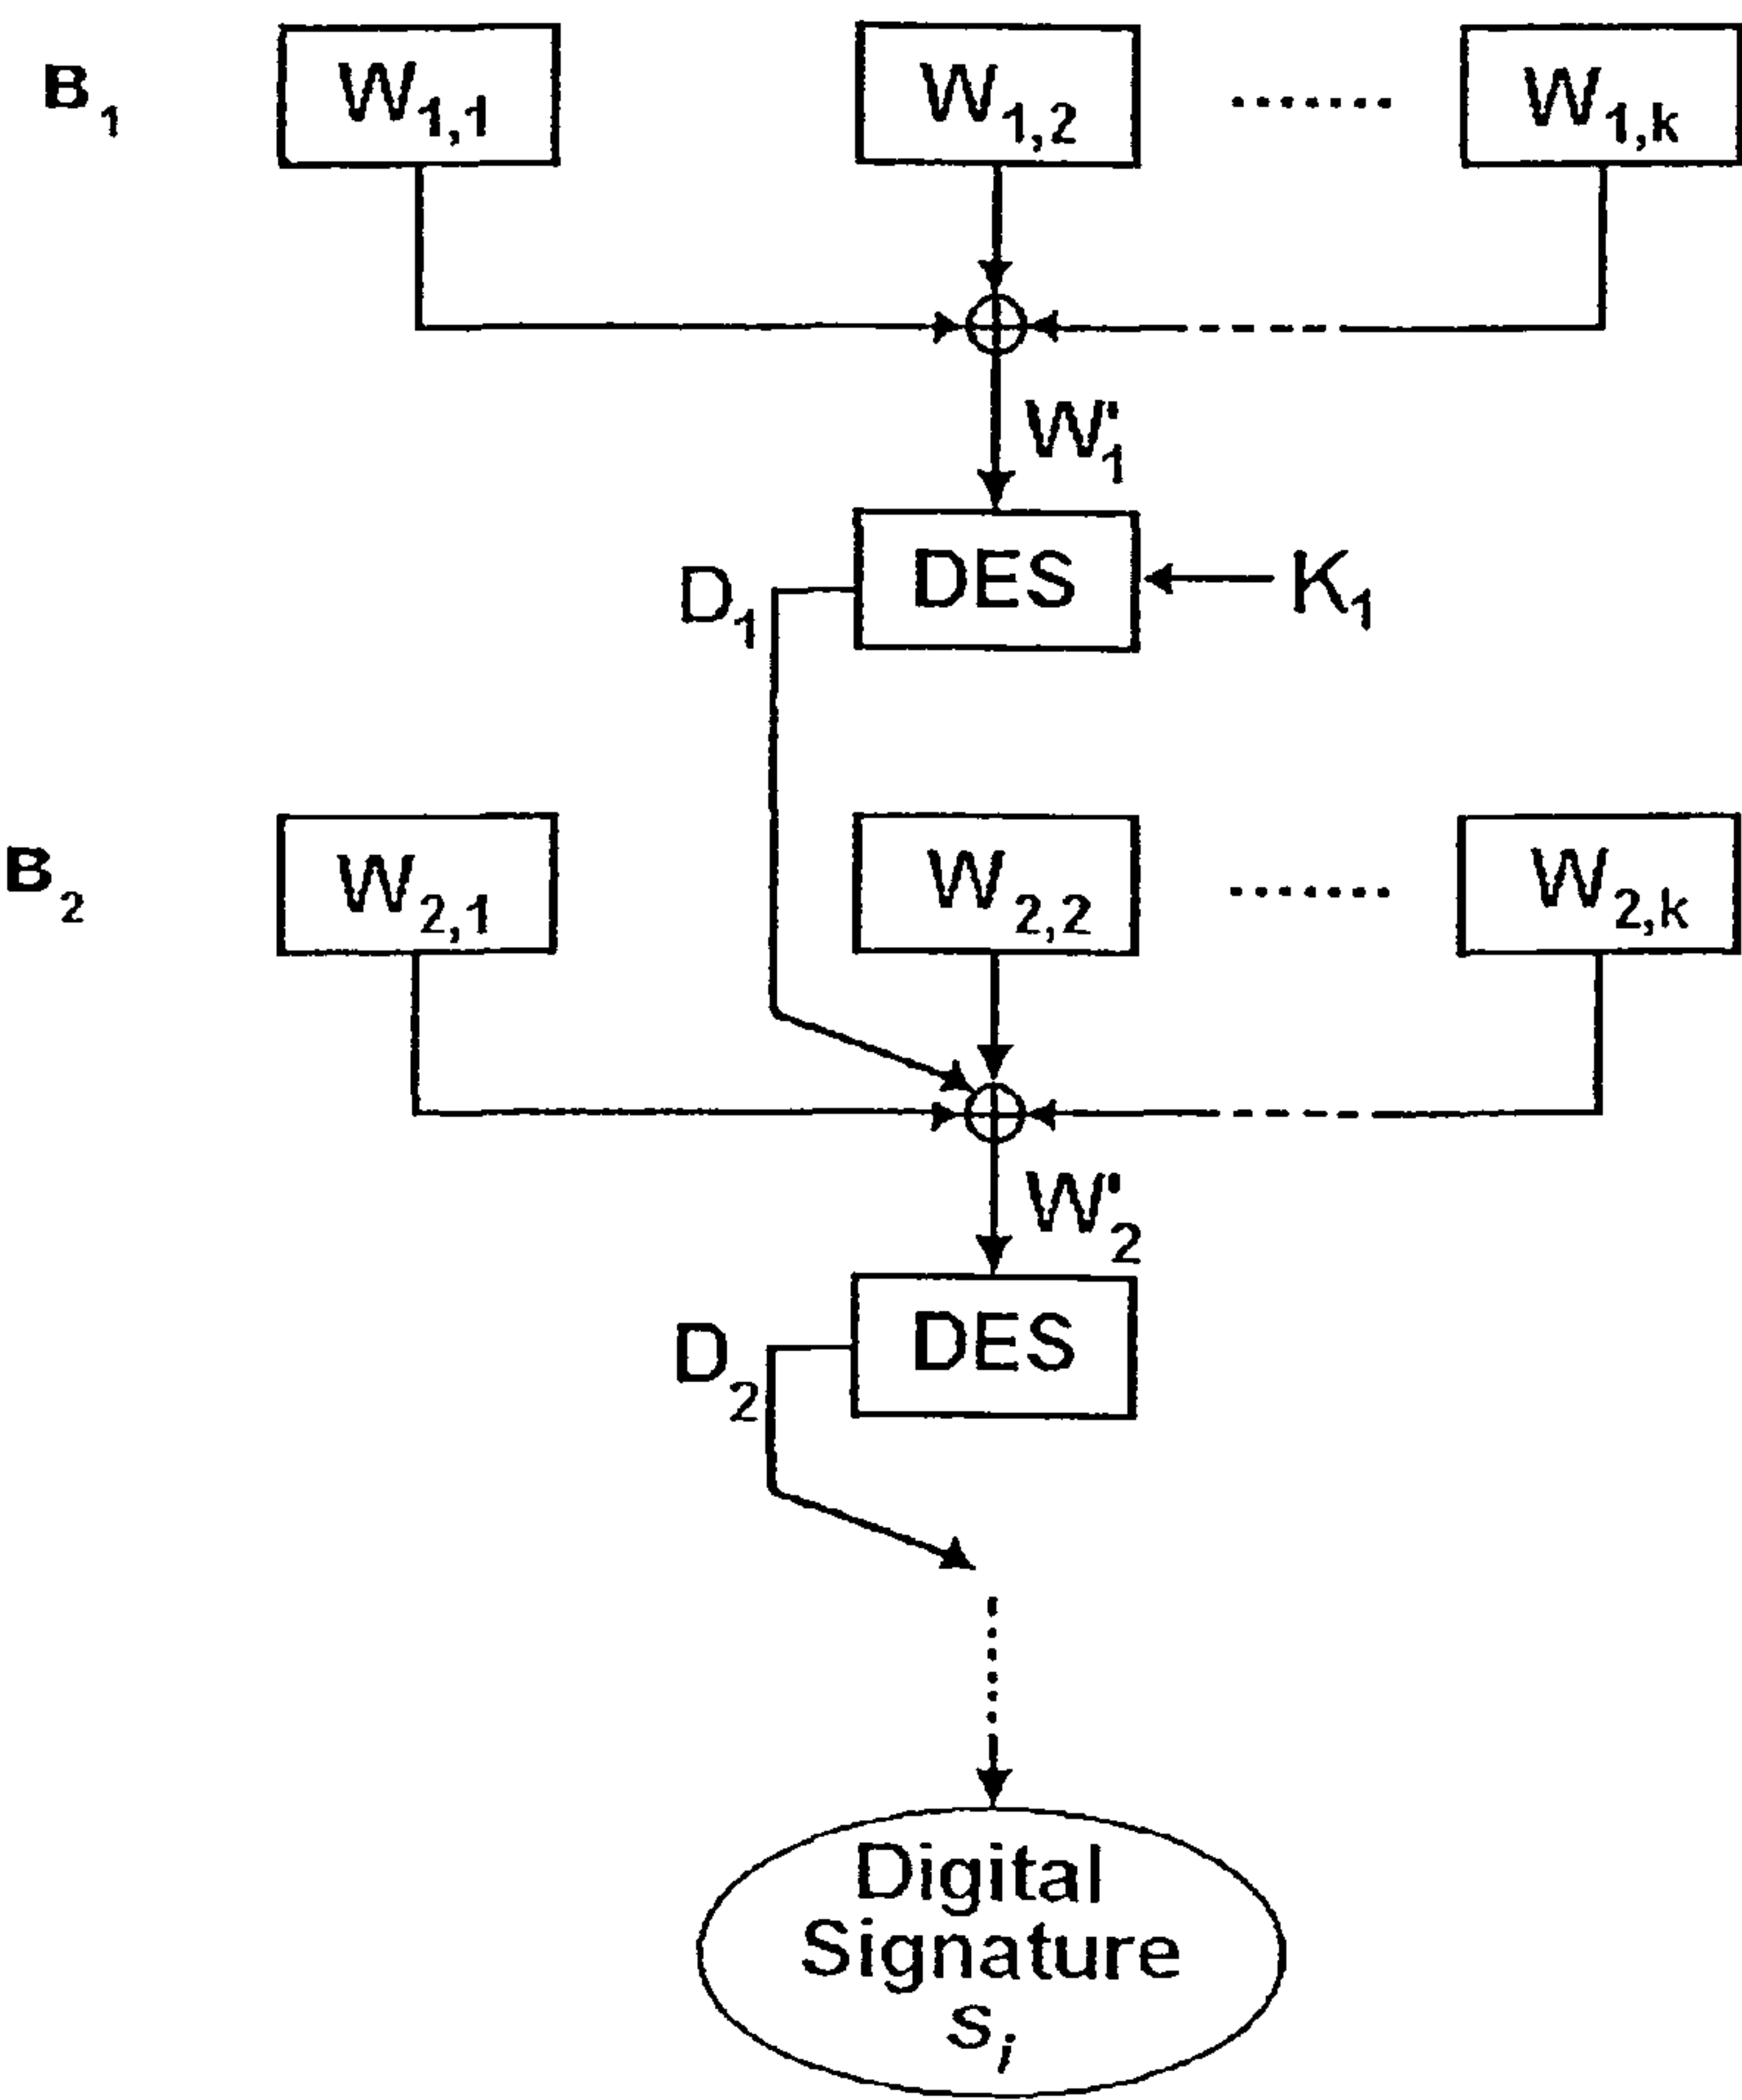 B1 W1,1 W1,2 ....... W1,k
W'1
DES
D1
K1
B2 W2,1 W2,2 ....... W2,k
W'2
DES
D2
Digital
Signature
si